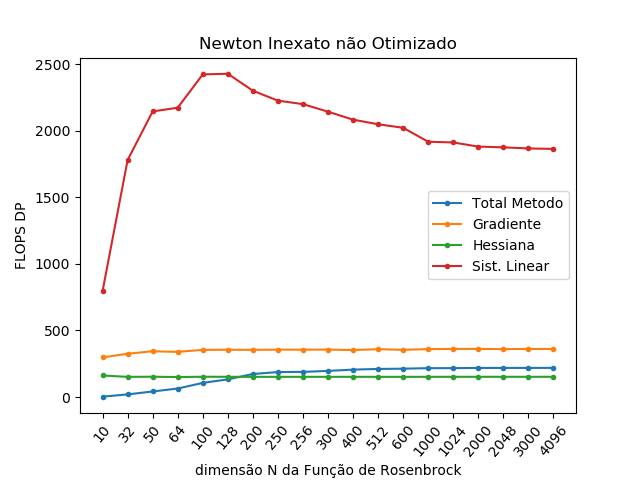 Newton Inexato não Otimizado
FLOPS DP
2500
2000
1500
1000
500
0
Total Metodo
Gradiente
Hessiana
Sist. Linear
10 32 50 64 100 128 200 250 256 300 400 512 600 1000 1024 2000 2048 3000 4096
dimensão N da Função de Rosenbrock